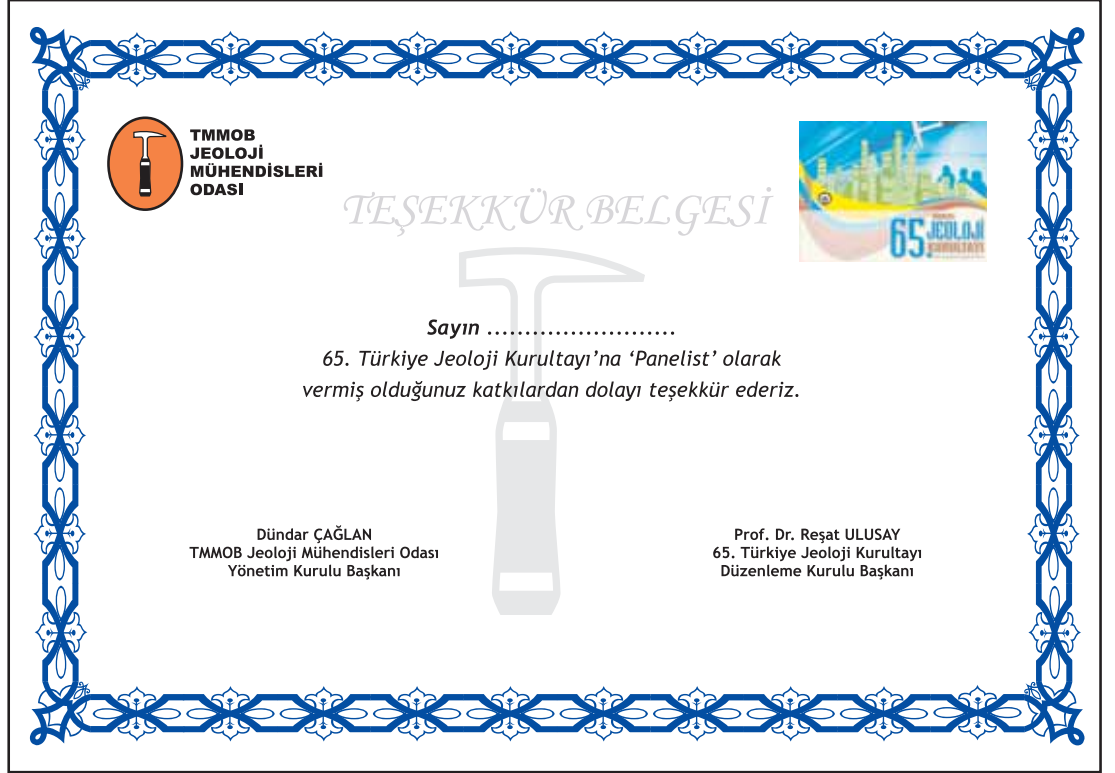 TMMOB
JEOLOJİ
MÜHENDİSLERİ
ODASI
TEŞEKKÜR BELGESİ
65. JEOLOJİ
KURULTAYI
Sayın .........................
65. Türkiye Jeoloji Kurultayı’na ‘Panelist’ olarak
vermiş olduğunuz katkılardan dolayı teşekkür ederiz.
Dündar ÇAĞLAN
TMMOB Jeoloji Mühendisleri Odası
Yönetim Kurulu Başkanı
Prof. Dr. Reşat ULUSAY
65. Türkiye Jeoloji Kurultayı
Düzenleme Kurulu Başkanı